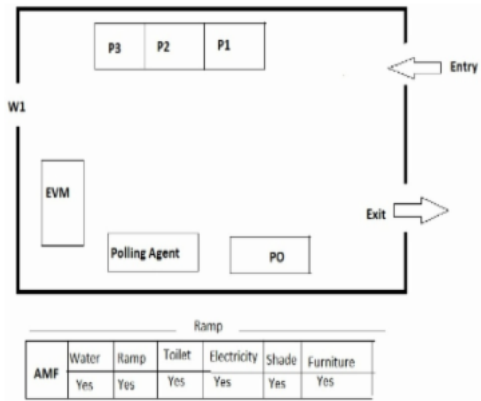 P3 P2 P1
Entry
W1
EVM
Exit
Polling Agent
PO
Ramp
AMF Water Ramp Toilet Electricity Shade Furniture
Yes Yes Yes Yes Yes Yes